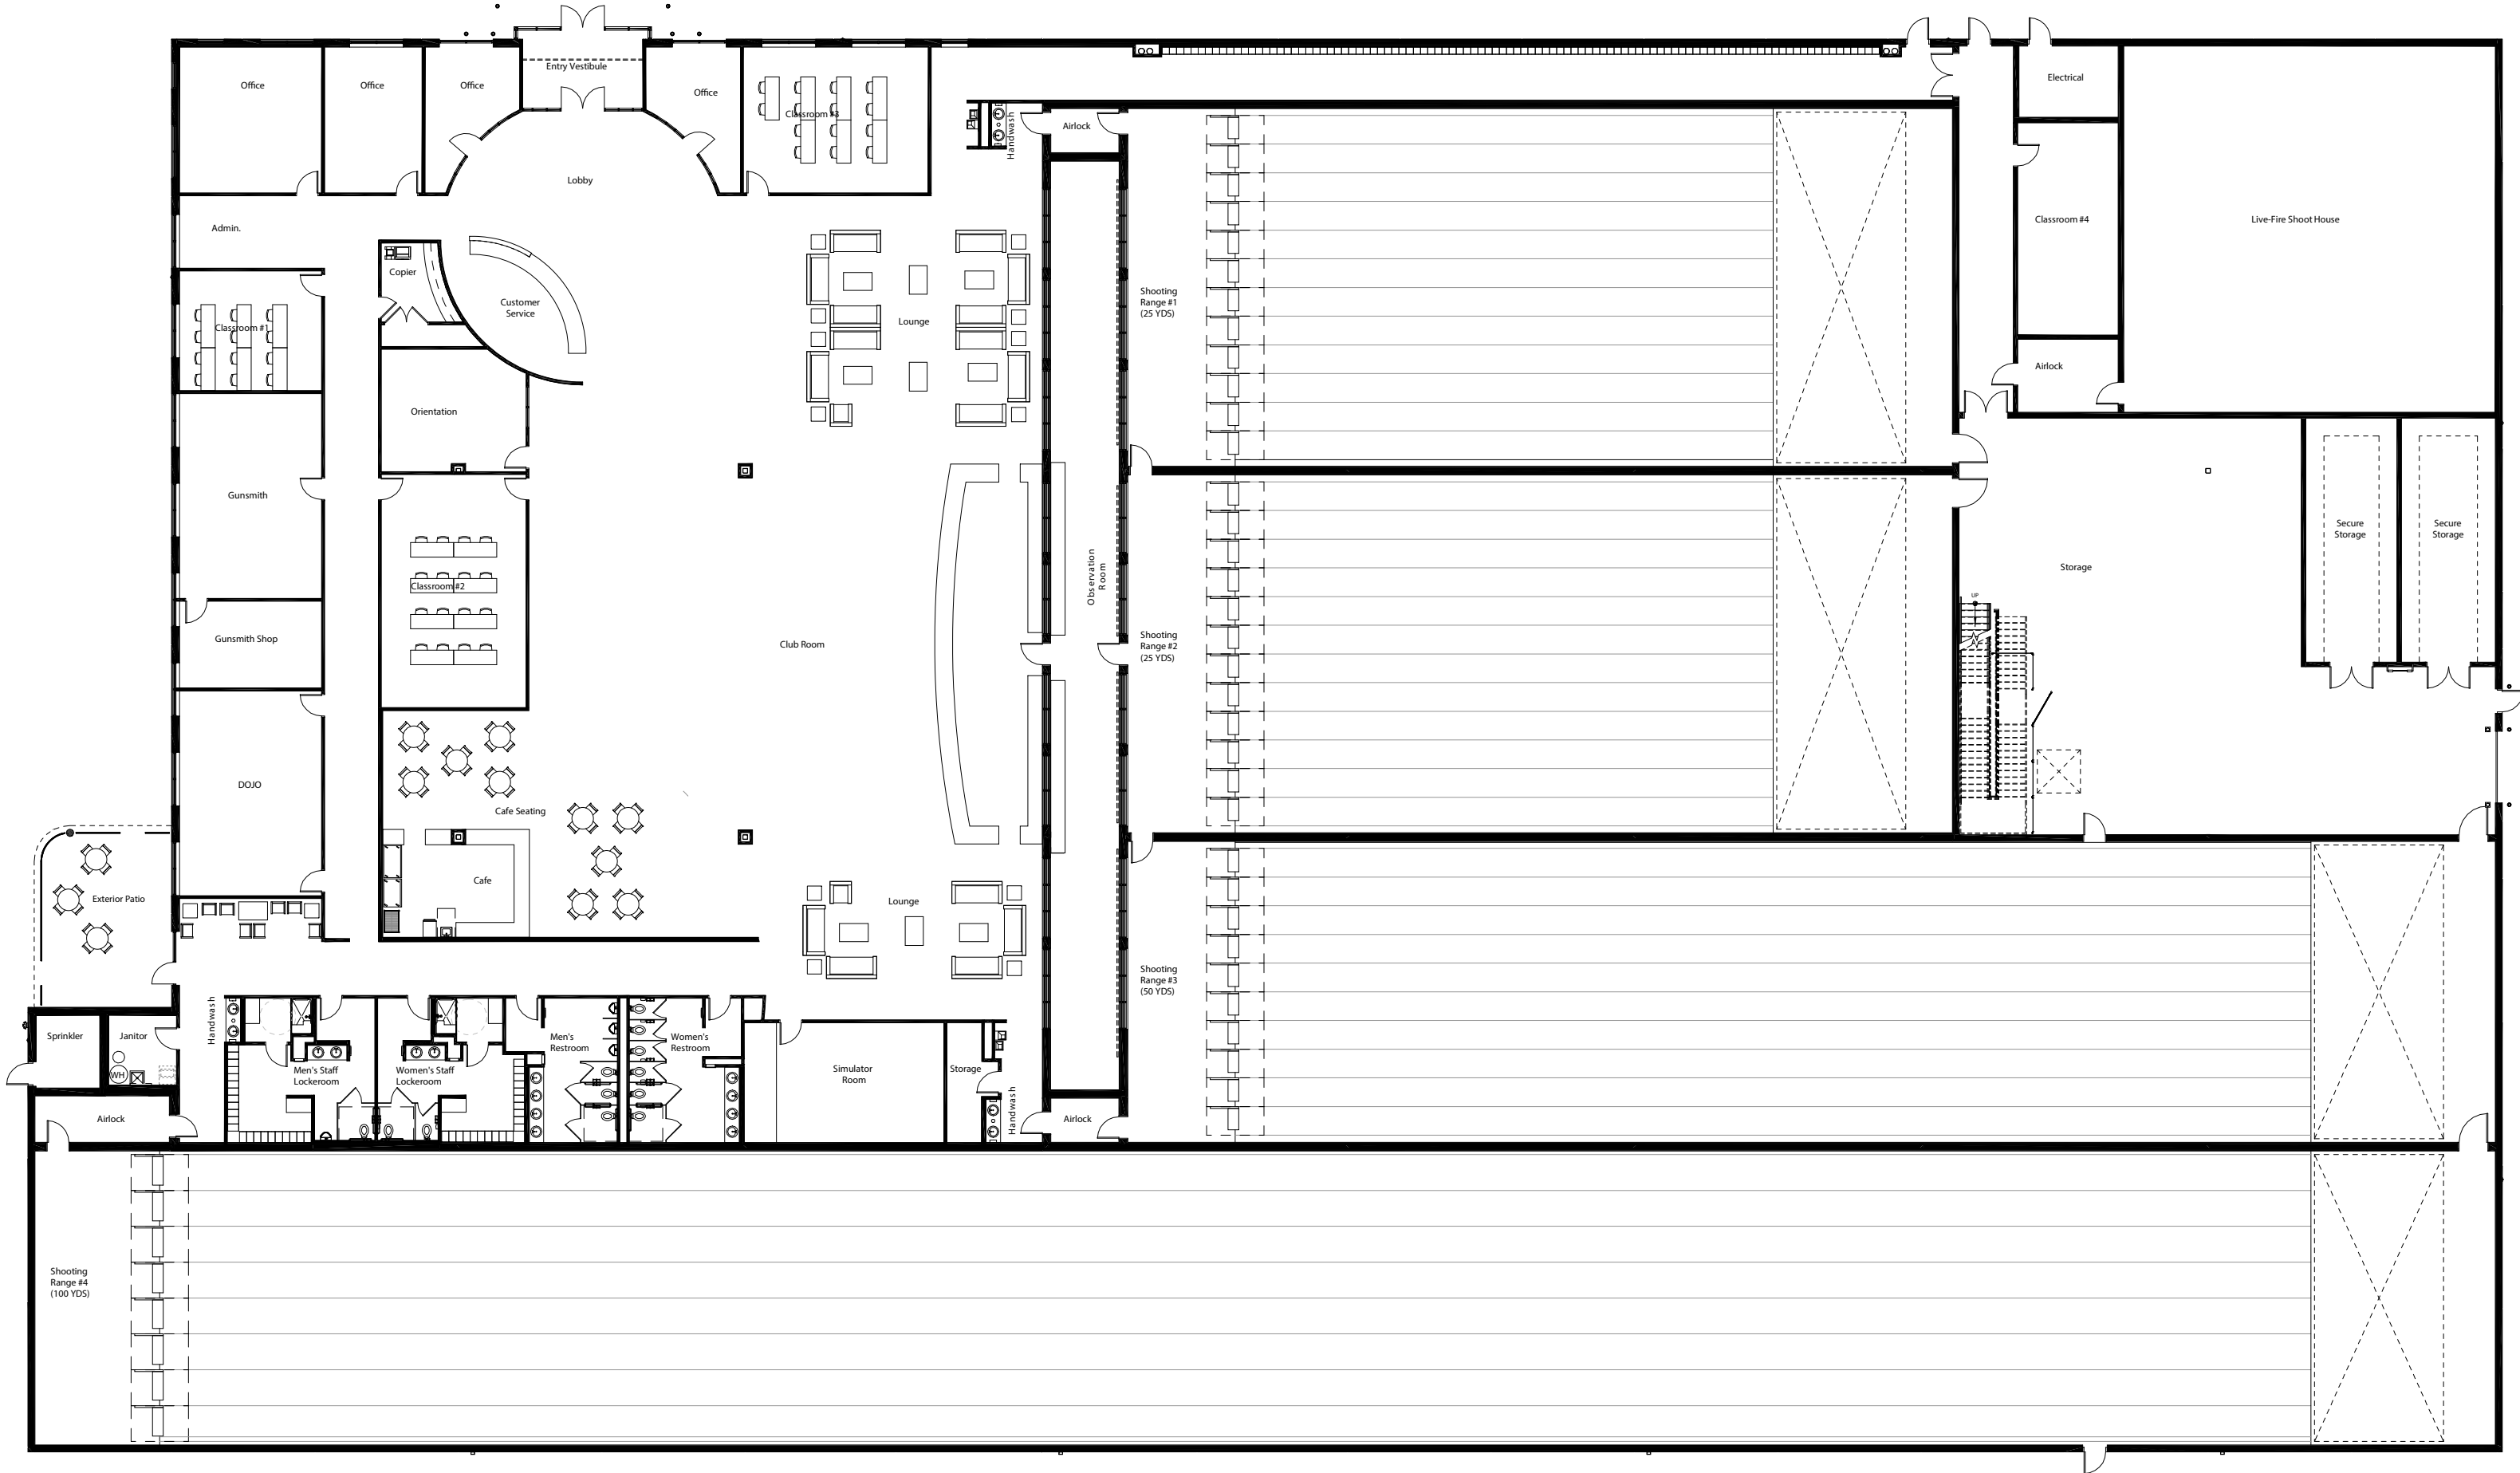 Office
Office
Office
Entry Vestibule
Office
Classroom #3
Lobby
Handwash
Airlock
Electrical
Classroom #4
Live-Fire Shoot House
Airlock
Admin.
Copier
Customer
Service
Classroom #1
Lounge
Shooting
Range #1
(25 YDS)
Orientation
Gunsmith
Classroom #2
Gunsmith Shop
Club Room
Observation
Room
Shooting
Range #2
(25 YDS)
Storage
UP
Secure
Storage
Secure
Storage
DOJO
Cafe Seating
Cafe
Exterior Patio
Lounge
Shooting
Range #3
(50 YDS)
Handwash
Sprinkler
Janitor
WH
Men's Staff
Lockeroom
Women's Staff
Lockeroom
Men's
Restroom
Women's
Restroom
Simulator
Room
Storage
Handwash
Airlock
Airlock
Shooting
Range #4
(100 YDS)